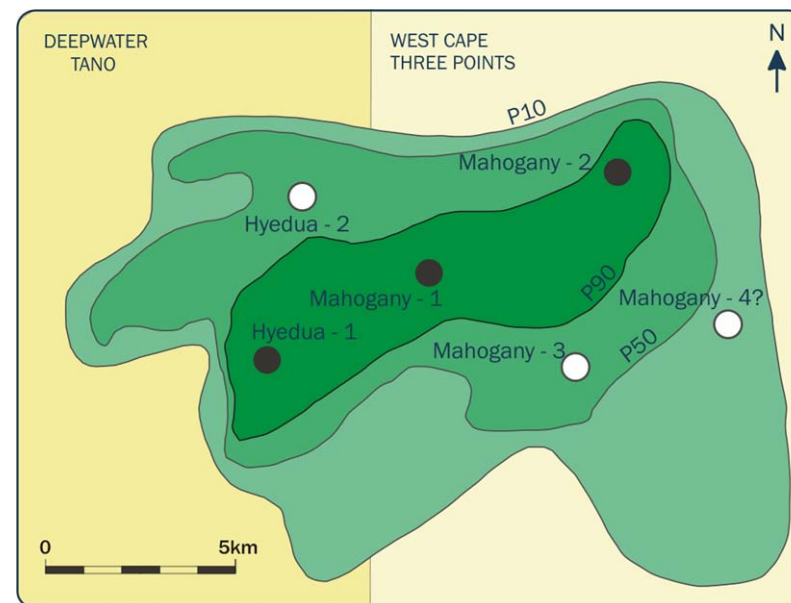 DEEPWATER
TANO
WEST CAPE
THREE POINTS
N
P10
Mahogany - 2
Hyedua - 2
Mahogany - 1
P90
Mahogany - 4?
Hyedua - 1
Mahogany - 3
P50
0 5km